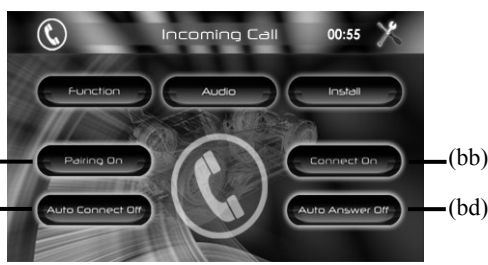 Incoming Call 00:55
Function Audio Install
Pairing On Connect On (bb)
Auto Connect Off Auto Answer Off (bd)